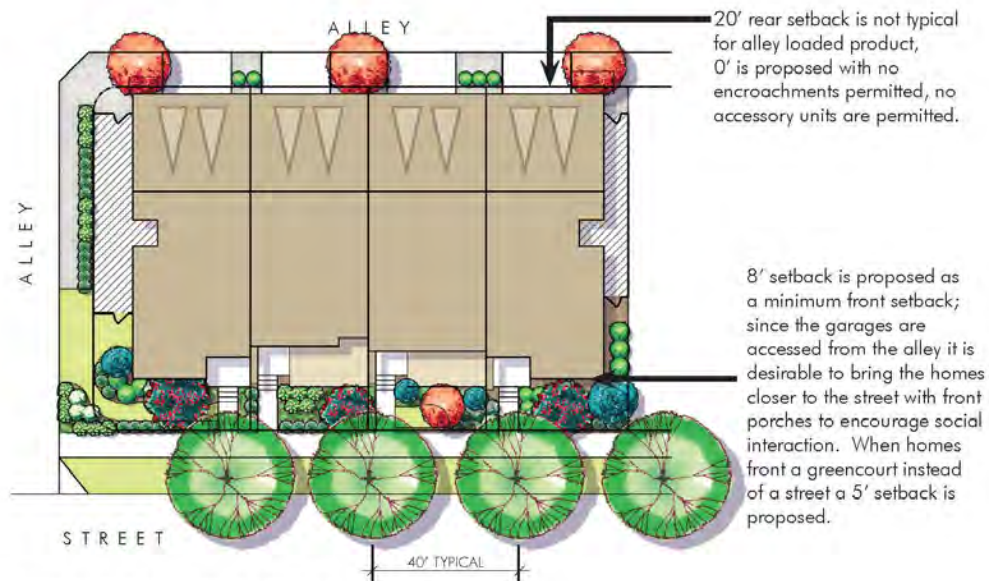 ALLEY
20' rear setback is not typical
for alley loaded product,
0' is proposed with no
encroachments permitted, no
accessory units are permitted.
ALLEY
8' setback is proposed as
a minimum front setback;
since the garages are
accessed from the alley it is
desirable to bring the homes
closer to the street with front
porches to encourage social
interaction. When homes
front a greencourt instead
of a street a 5' setback is
proposed.
STREET
40' TYPICAL